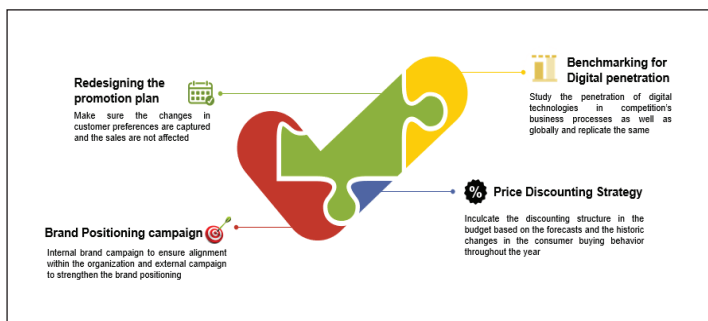 Redesigning the
promotion plan
Make sure the changes in
customer preferences are captured
and the sales are not affected
Benchmarking for
Digital penetration
Study the penetration of digital
technologies in competition's
business processes as well as
globally and replicate the same
Brand Positioning campaign
Internal brand campaign to ensure alignment
within the organization and external campaign
to strengthen the brand positioning
%
Price Discounting Strategy
Inculcate the discounting structure in the
budget based on the forecasts and the historic
changes in the consumer buying behavior
throughout the year